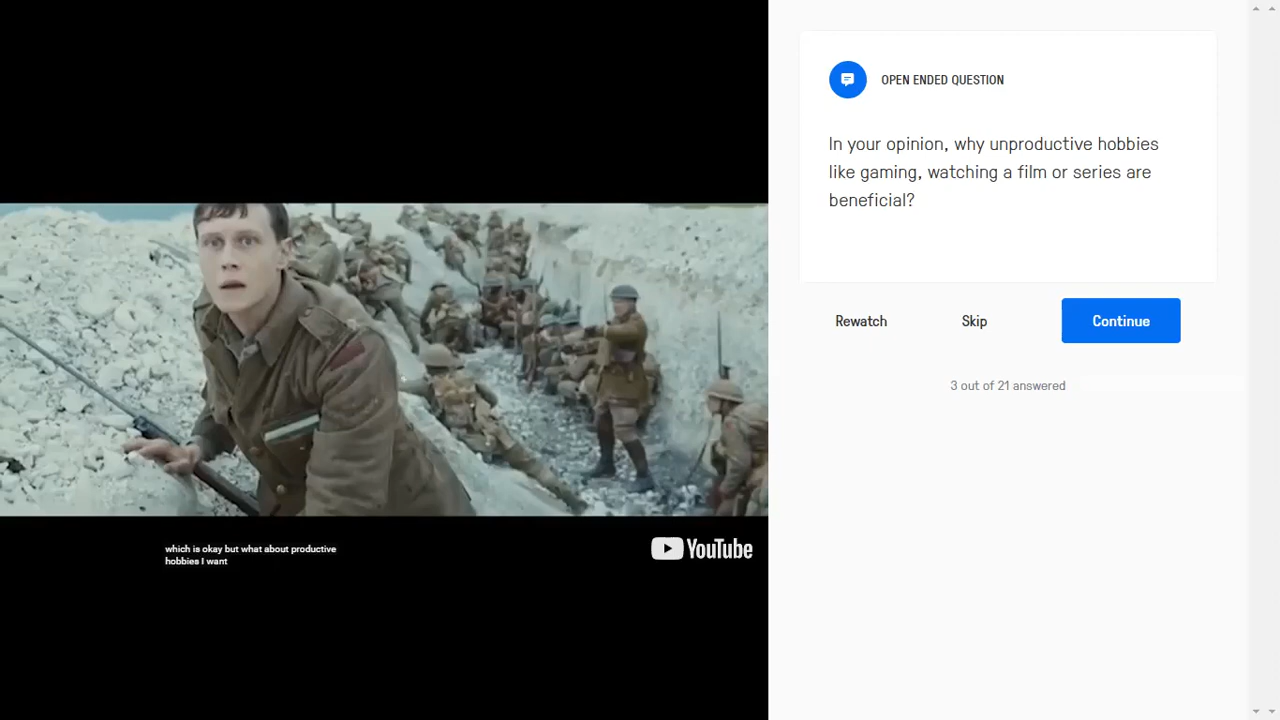 OPEN ENDED QUESTION
In your opinion, why unproductive hobbies
like gaming, watching a film or series are
beneficial?
Rewatch
Skip
Continue
3 out of 21 answered
which is okay but what about productive
hobbies I want
YouTube